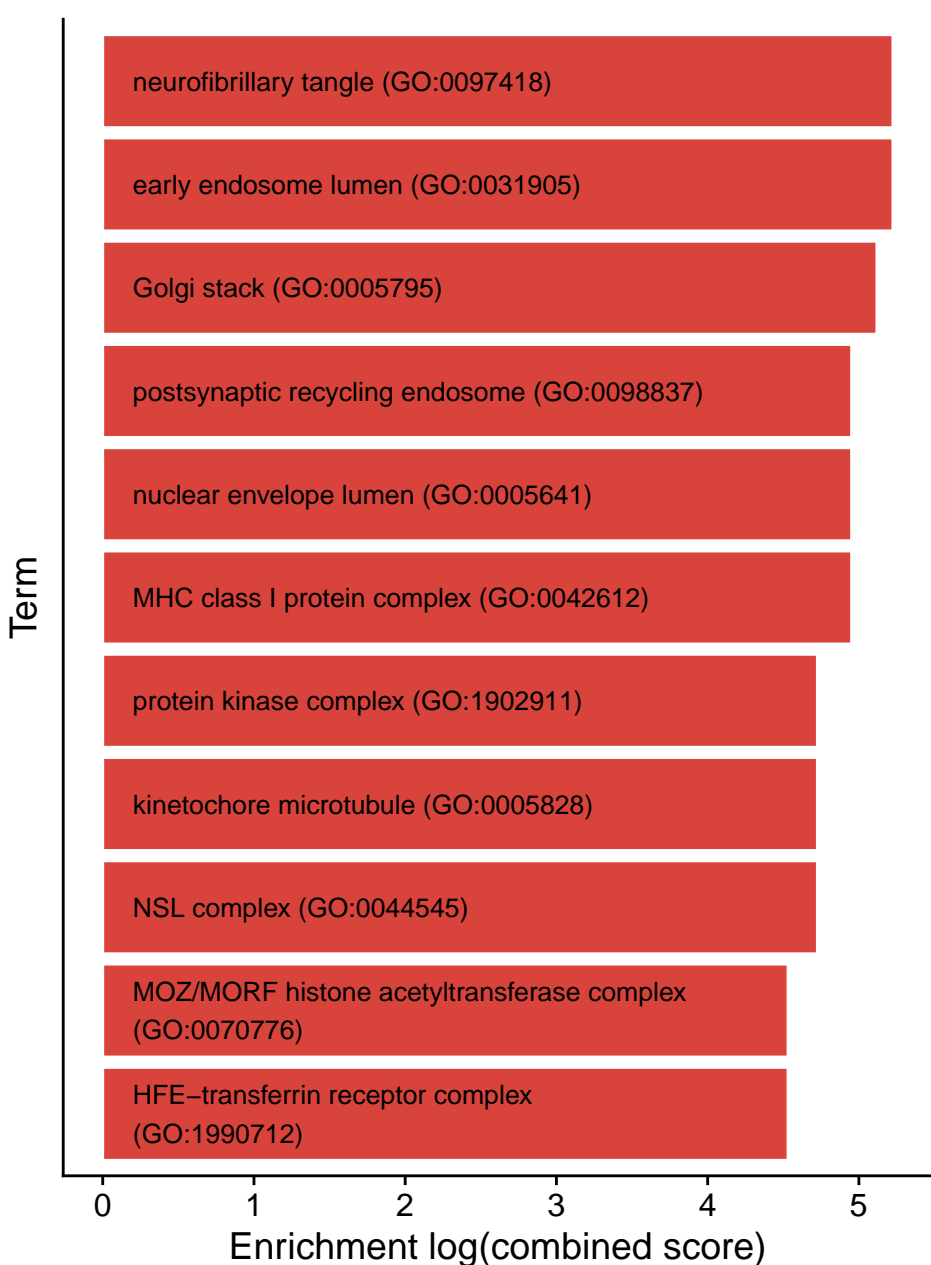 neurofibrillary tangle (GO:0097418)
early endosome lumen (GO:0031905)
Golgi stack (GO:0005795)
postsynaptic recycling endosome (GO:0098837)
nuclear envelope lumen (GO:0005641)
MHC class I protein complex (GO:0042612)
protein kinase complex (GO:1902911)
kinetochore microtubule (GO:0005828)
NSL complex (GO:0044545)
MOZ/MORF histone acetyltransferase complex
(GO:0070776)
HFE−transferrin receptor complex
(GO:1990712)
Term
0 1 2 3 4 5
Enrichment log(combined score)